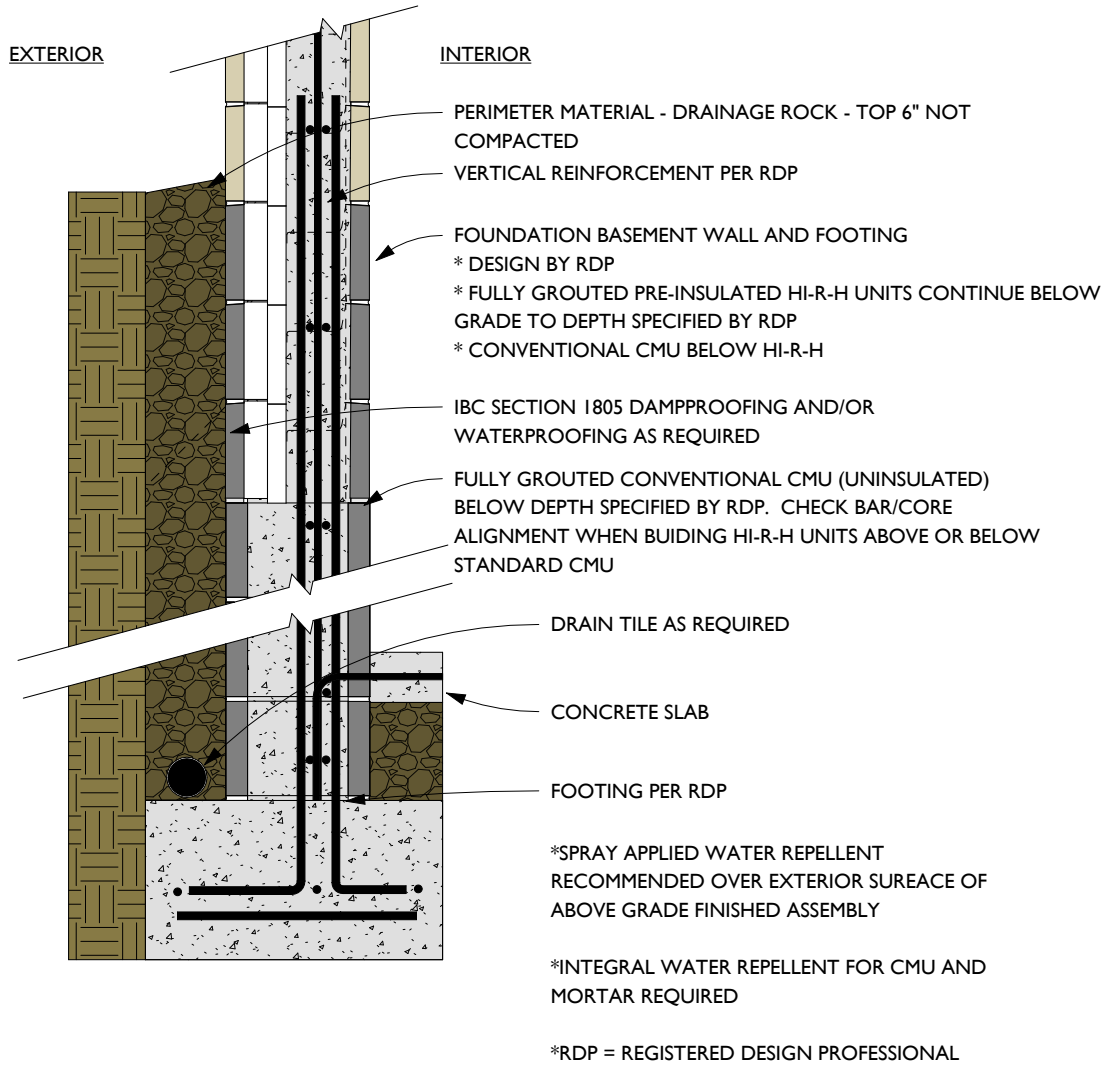 EXTERIOR
INTERIOR
PERIMETER MATERIAL - DRAINAGE ROCK - TOP 6" NOT
COMPACTED
VERTICAL REINFORCEMENT PER RDP
FOUNDATION BASEMENT WALL AND FOOTING
* DESIGN BY RDP
* FULLY GROUTED PRE-INSULATED HI-R-H UNITS CONTINUE BELOW
GRADE TO DEPTH SPECIFIED BY RDP
* CONVENTIONAL CMU BELOW HI-R-H
IBC SECTION 1805 DAMPPROOFING AND/OR
WATERPROOFING AS REQUIRED
FULLY GROUTED CONVENTIONAL CMU (UNINSULATED)
BELOW DEPTH SPECIFIED BY RDP.  CHECK BAR/CORE
ALIGNMENT WHEN BUIDING HI-R-H UNITS ABOVE OR BELOW
STANDARD CMU
DRAIN TILE AS REQUIRED
CONCRETE SLAB
FOOTING PER RDP
*SPRAY APPLIED WATER REPELLENT
RECOMMENDED OVER EXTERIOR SUREACE OF
ABOVE GRADE FINISHED ASSEMBLY
*INTEGRAL WATER REPELLENT FOR CMU AND
MORTAR REQUIRED
*RDP = REGISTERED DESIGN PROFESSIONAL